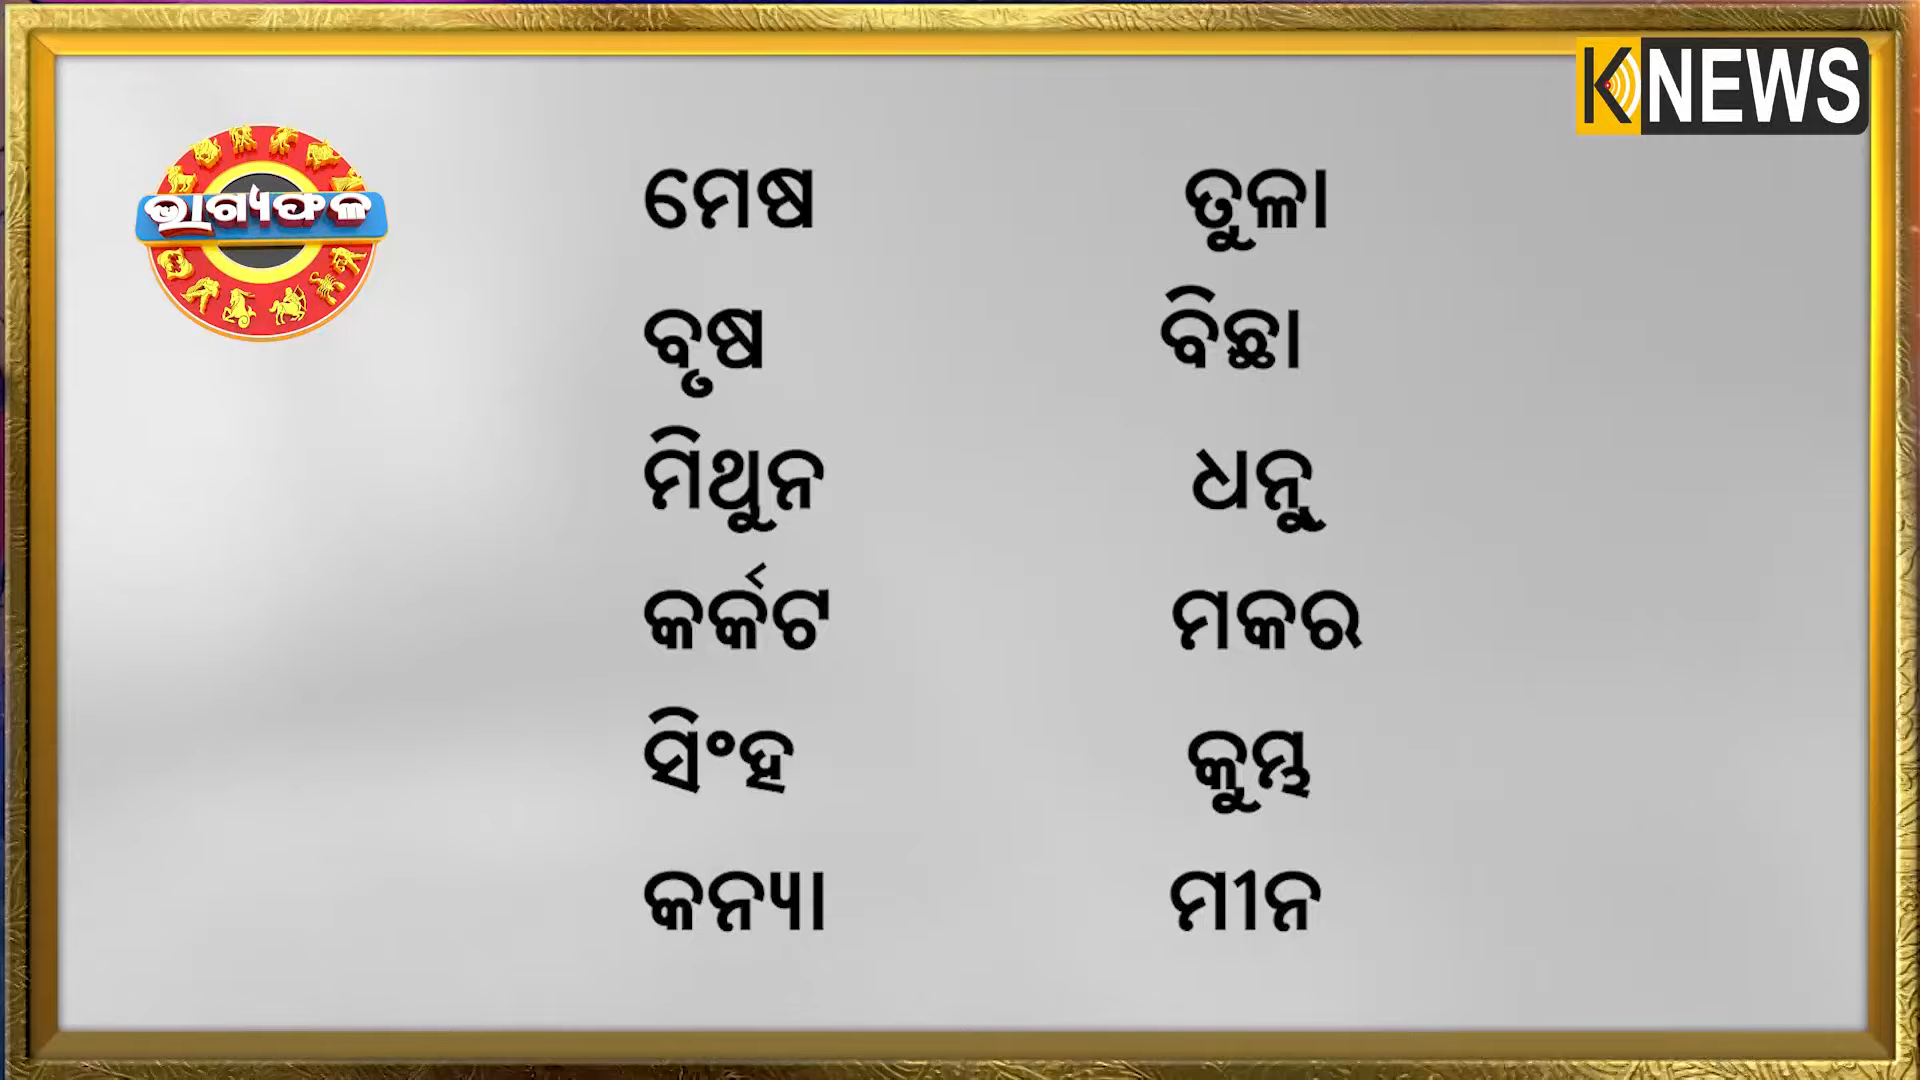 KNEWS
ଭାଗ୍ୟଫଳ
ମେଷ ତୁଳା
ବୃଷ ବିଛା
ମିଥୁନ ଧନୁ
କର୍କଟ ମକର
ସିଂହ କୁମ୍ଭ
କନ୍ୟା ମୀନ